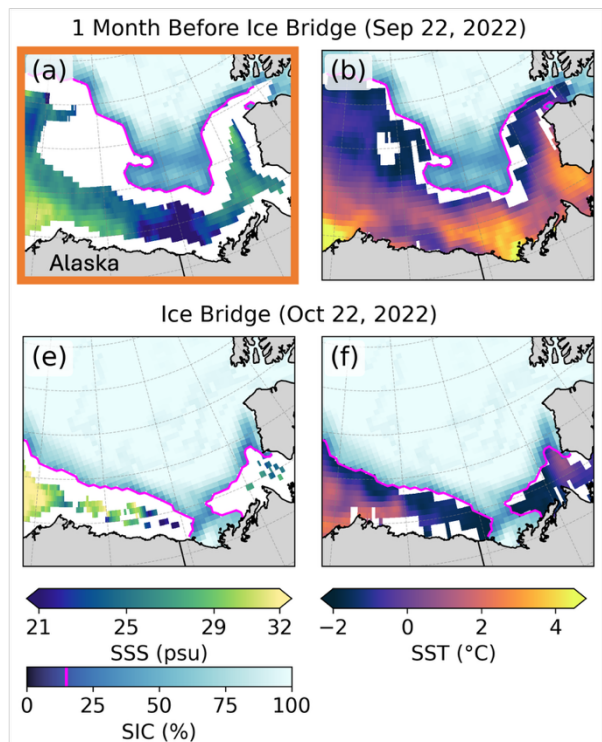 1 Month Before Ice Bridge (Sep 22, 2022)
(a)
(b)
Alaska
Ice Bridge (Oct 22, 2022)
(e)
(f)
21 25 29 32
SSS (psu)
−2 0 2 4
SST (°C)
0 25 50 75 100
SIC (%)